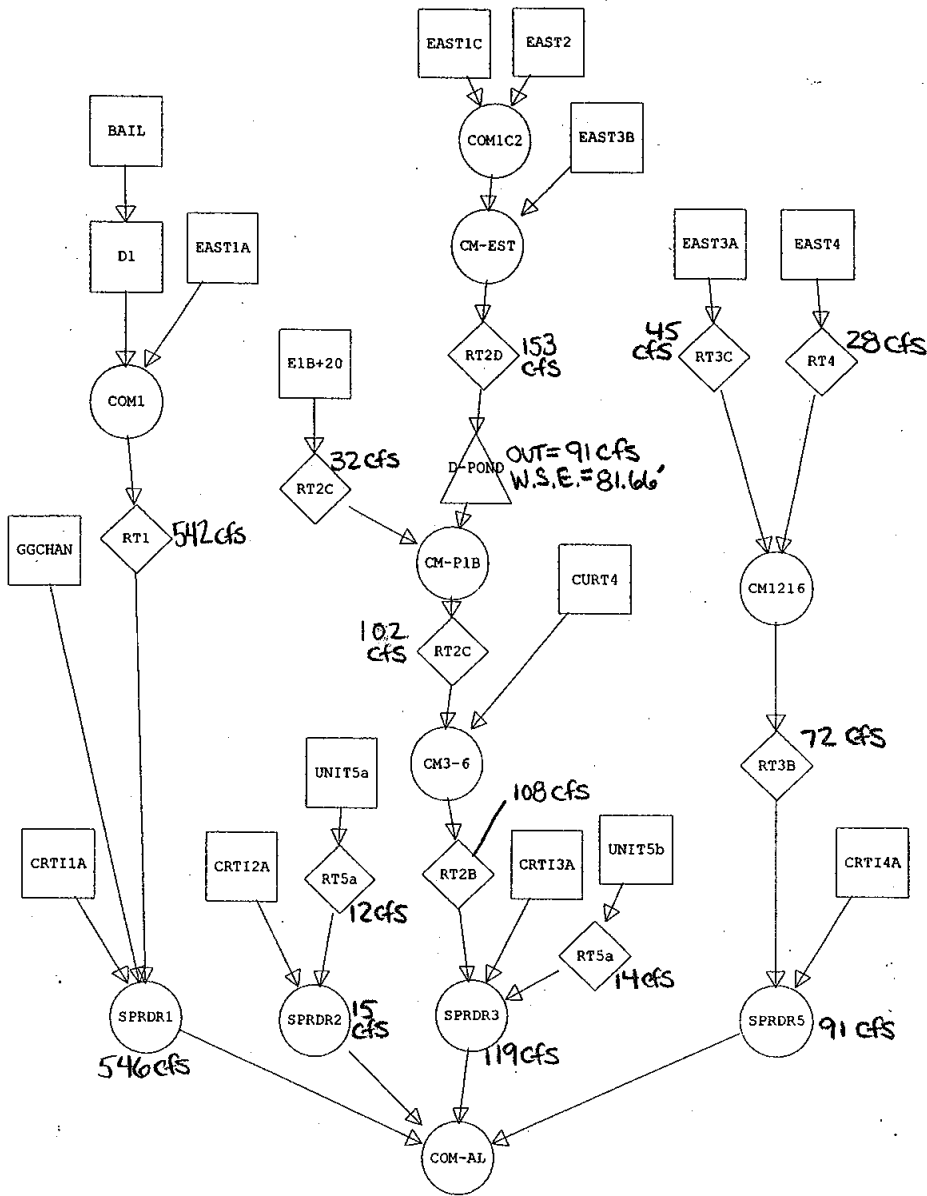 EAST1C
EAST2
BAIL
COM1C2
EAST3B
D1
EAST1A
CM-EST
EAST3A
EAST4
E1B+20
RT2D
153
cfs
45
cfs
RT3C
RT4
28 cfs
COM1
32 cfs
RT2C
D-POND
OUT= 91 cfs
W.S.E.= 81.66'
GGCHAN
RT1
542 cfs
CM-P1B
CURT4
CM1216
102
cfs
RT2C
UNIT5a
CM3-6
72 cfs
RT3B
108 cfs
CRTI1A
CRTI2A
RT5a
12 cfs
RT2B
CRTI3A
UNIT5b
CRTI4A
RT5a
14 cfs
SPRDR1
546 cfs
SPRDR2
15
cfs
SPRDR3
119 cfs
SPRDR5
91 cfs
COM-AL